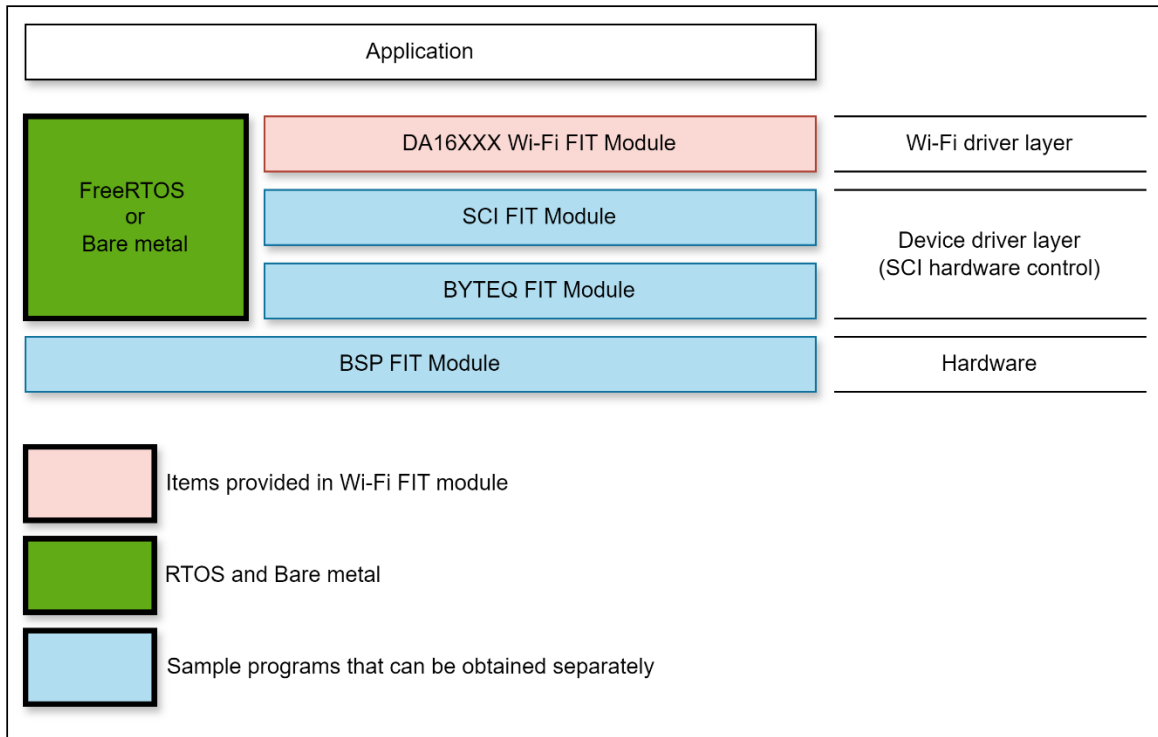 Application
FreeRTOS
or
Bare metal
DA16XXX Wi-Fi FIT Module
Wi-Fi driver layer
SCI FIT Module
BYTEQ FIT Module
Device driver layer
(SCI hardware control)
BSP FIT Module
Hardware
Items provided in Wi-Fi FIT module
RTOS and Bare metal
Sample programs that can be obtained separately